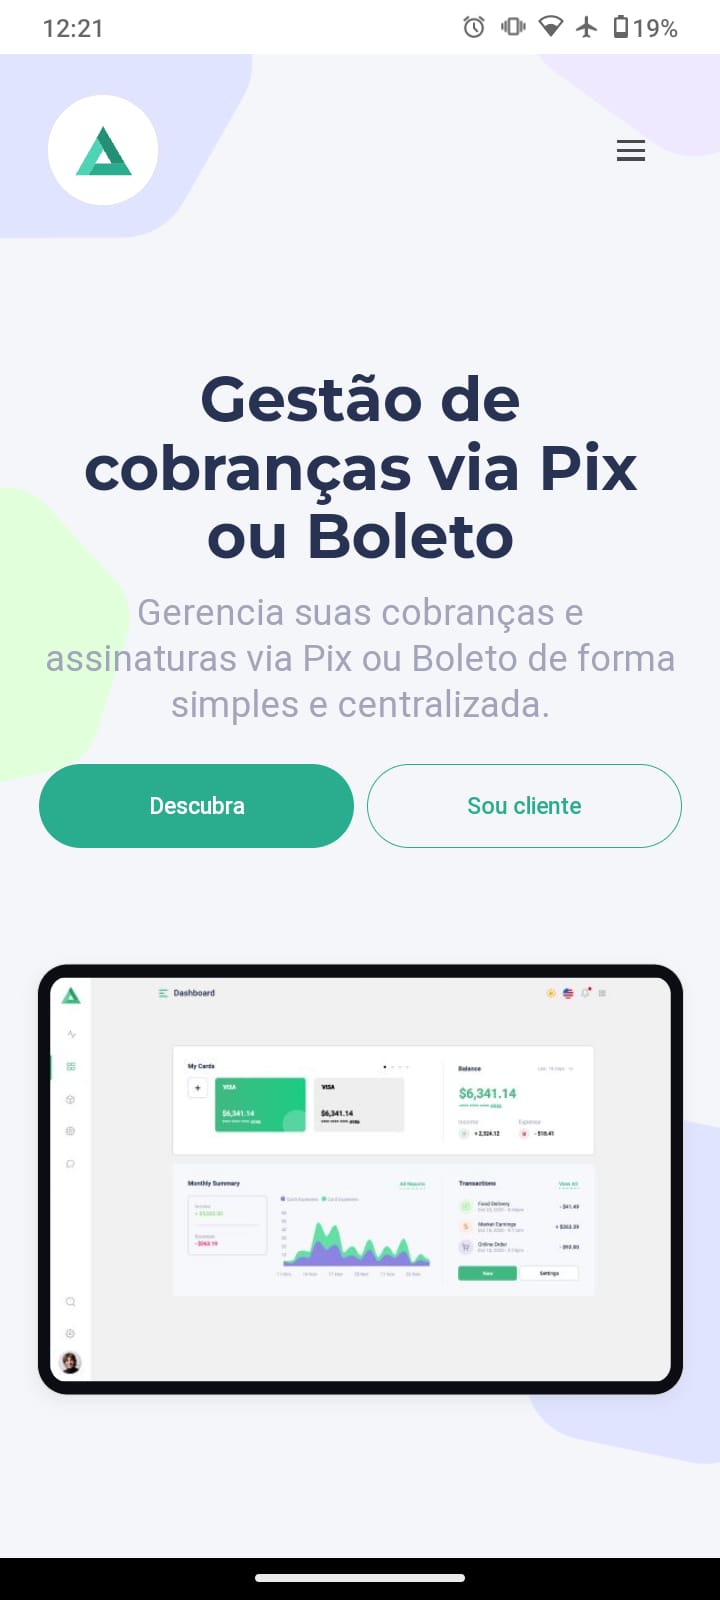 12:21
19%
Gestão de
cobranças via Pix
ou Boleto
Gerencia suas cobranças e
assinaturas via Pix ou Boleto de forma
simples e centralizada.
Descubra
Sou cliente
Dashboard
My Cards
Balance
VISA
VISA
$6,341.14
$6,341.14
$6,341.14
Income
Expense
+ 2,324.12
- $18.41
Monthly Summary
All Reports
Transactions
View All
Food Delivery
- $41.49
Market Earnings
+ $363.39
Online Order
- $90.00
New
Settings